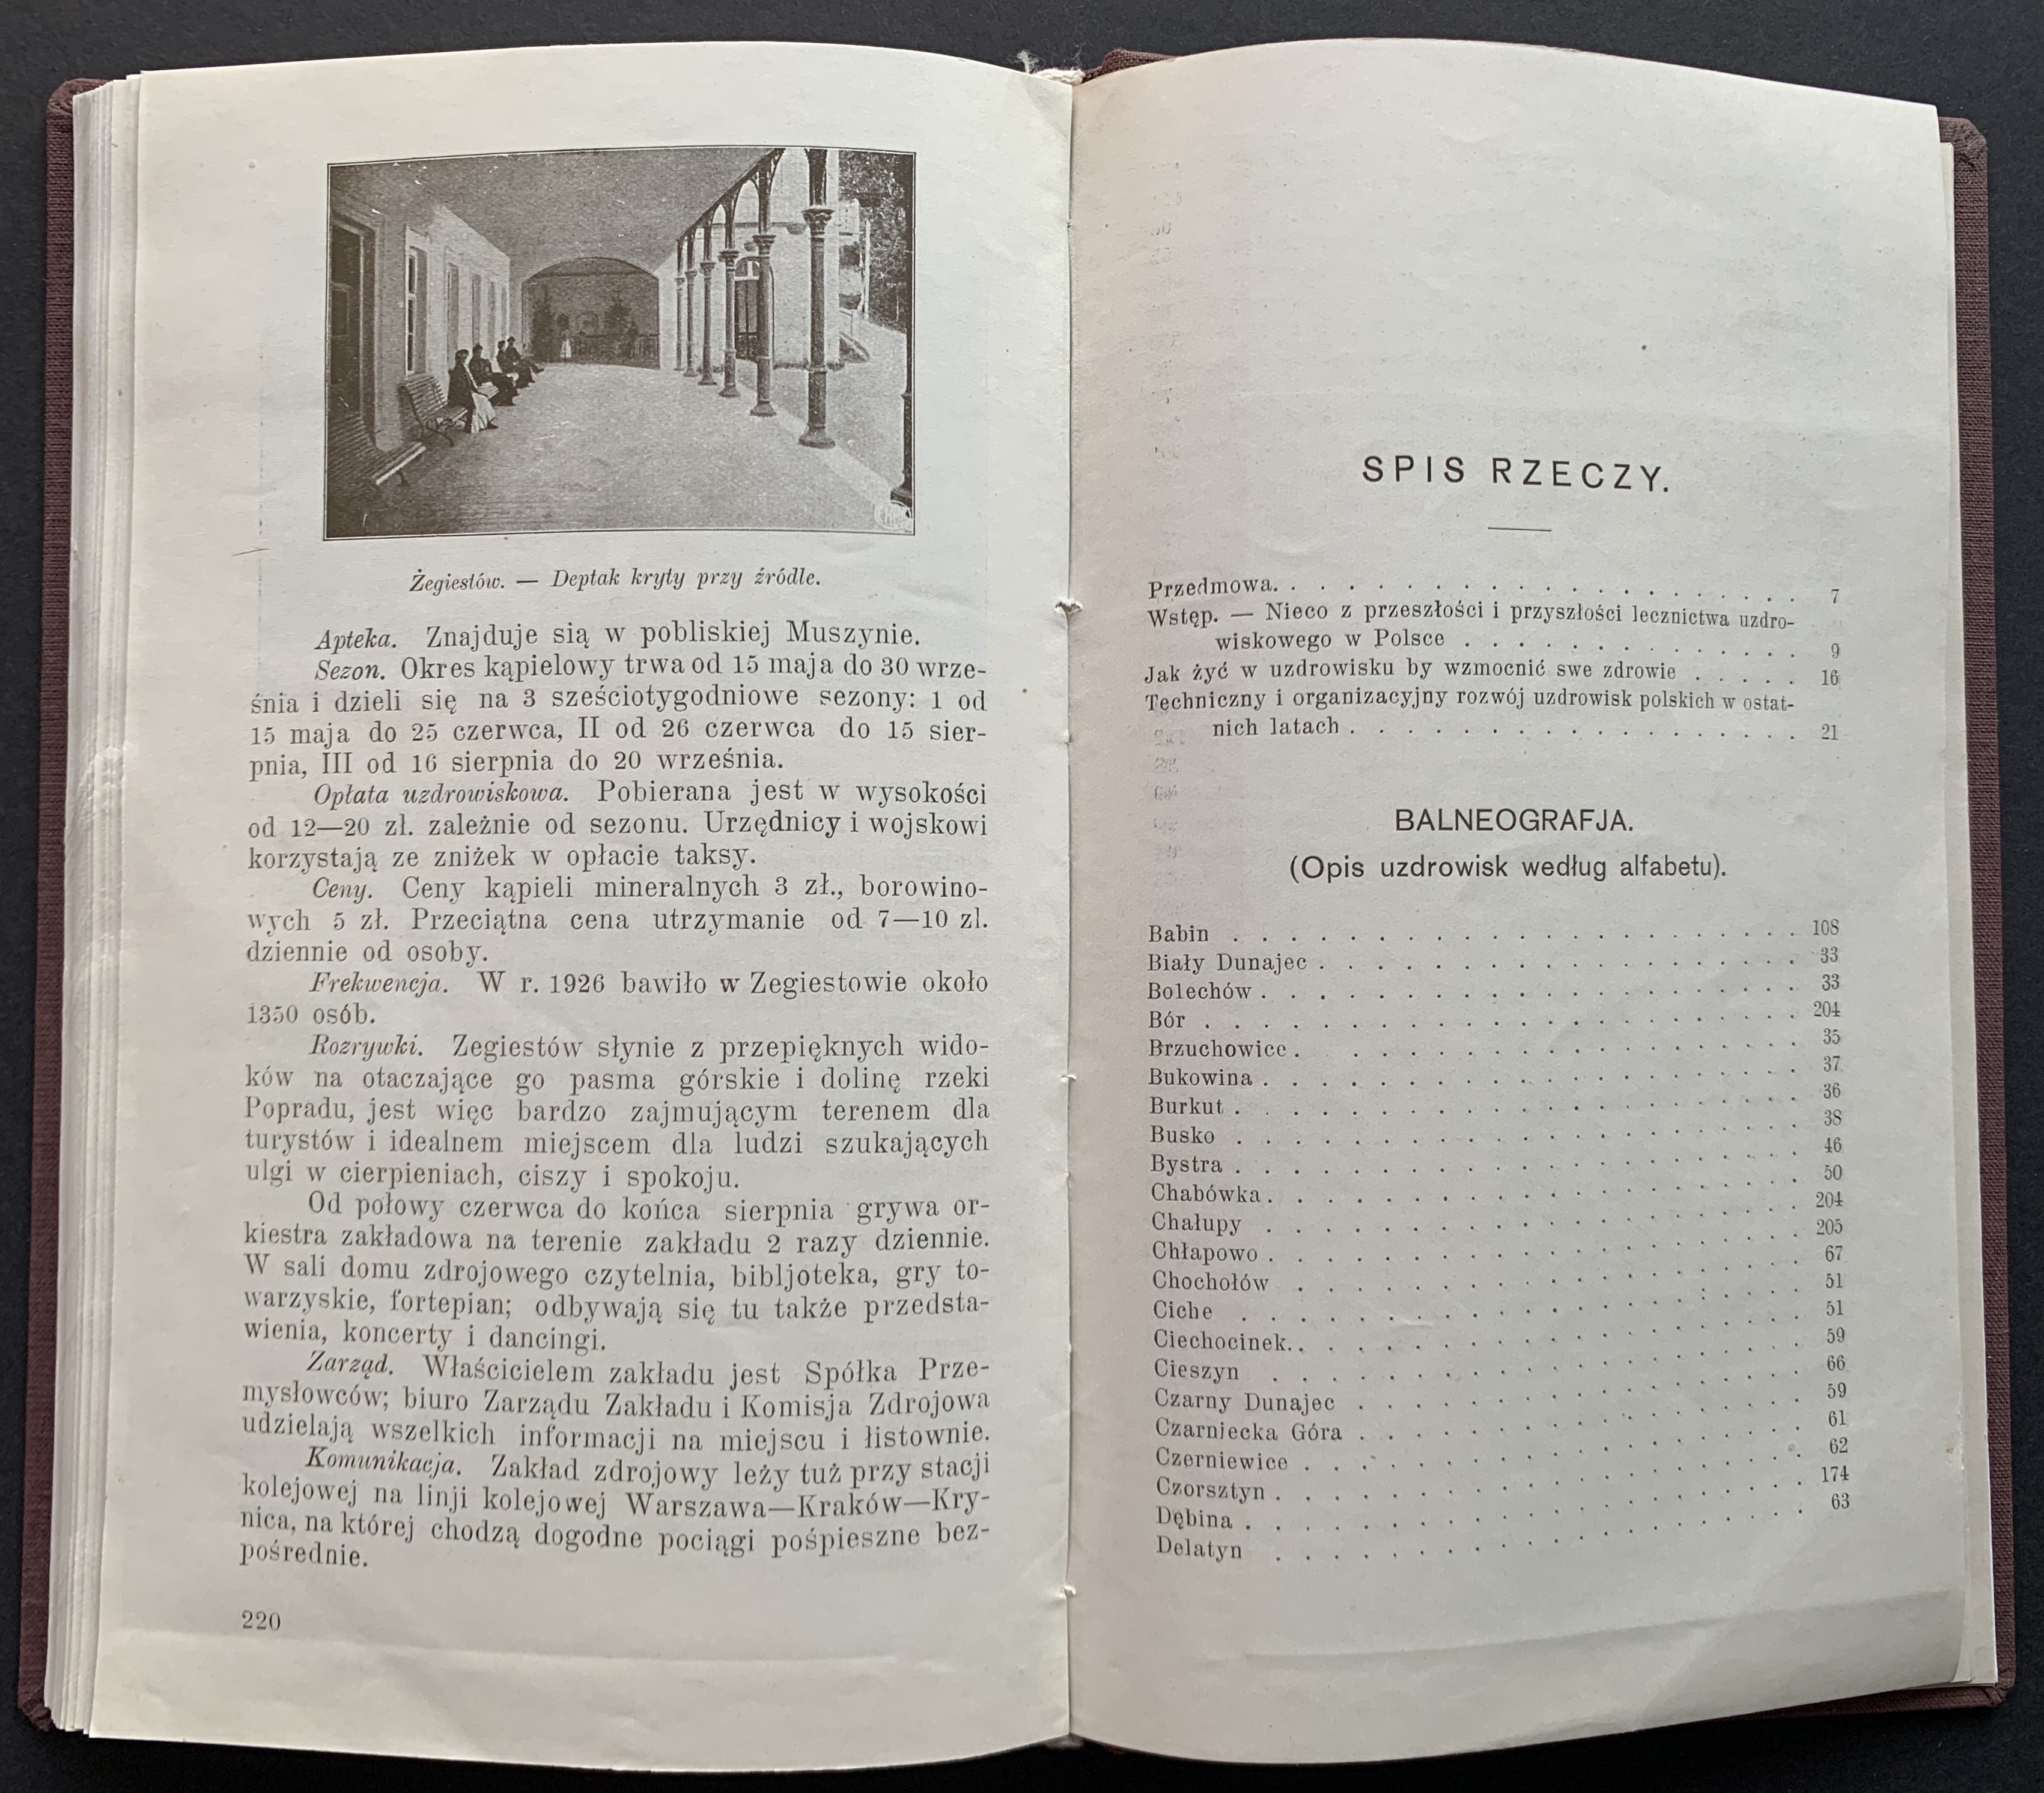 Żegiestów. — Deptak kryty przy źródle.
Apteka. Znajduje sią w pobliskiej Muszynie.
Sezon. Okres kąpielowy trwa od 15 maja do 30 wrze-
śnia i dzieli się na 3 sześciotygodniowe sezony: 1 od
15 maja do 25 czerwca, II od 26 czerwca do 15 sier-
pnia, III od 16 sierpnia do 20 września.
Opłata uzdrowiskowa. Pobierana jest w wysokości
od 12—20 zł. zależnie od sezonu. Urzędnicy i wojskowi
korzystają ze zniżek w opłacie taksy.
Ceny. Ceny kąpieli mineralnych 3 zł., borowino-
wych 5 zł. Przeciątna cena utrzymanie od 7—10 zl.
dziennie od osoby.
Frekwencja. W r. 1926 bawiło w Zegiestowie około
1350 osób.
Rozrywki. Zegiestów słynie z przepięknych wido-
ków na otaczające go pasma górskie i dolinę rzeki
Popradu, jest więc bardzo zajmującym terenem dla
turystów i idealnem miejscem dla ludzi szukających
ulgi w cierpieniach, ciszy i spokoju.
Od połowy czerwca do końca sierpnia grywa or-
kiestra zakładowa na terenie zakładu 2 razy dziennie.
W sali domu zdrojowego czytelnia, bibljoteka, gry to-
warzyskie, fortepian; odbywają się tu także przedsta-
wienia, koncerty i dancingi.
Zarząd. Właścicielem zakładu jest Spółka Prze-
mysłowców; biuro Zarządu Zakładu i Komisja Zdrojowa
udzielają wszelkich informacji na miejscu i listownie.
Komunikacja. Zakład zdrojowy leży tuż przy stacji
kolejowej na linji kolejowej Warszawa—Kraków—Kry-
nica, na której chodzą dogodne pociągi pośpieszne bez-
pośrednie.
220
SPIS RZECZY.
Przedmowa. . . . . . . . . . . . . . . . . . . 7
Wstęp. — Nieco z przeszłości i przyszłości lecznictwa uzdro-
wiskowego w Polsce . . . . . . . . . . . . . 9
Jak żyć w uzdrowisku by wzmocnić swe zdrowie . . . . . 16
Techniczny i organizacyjny rozwój uzdrowisk polskich w ostat-
nich latach . . . . . . . . . . . . . . . . . 21
BALNEOGRAFJA.
(Opis uzdrowisk według alfabetu).
Babin . . . . . . . . . . . . . . . . . . . . 108
Biały Dunajec . . . . . . . . . . . . . . . . . 33
Bolechów . . . . . . . . . . . . . . . . . . . 33
Bór . . . . . . . . . . . . . . . . . . . . . 204
Brzuchowice . . . . . . . . . . . . . . . . . . 35
Bukowina . . . . . . . . . . . . . . . . . . . 37
Burkut . . . . . . . . . . . . . . . . . . . . 36
Busko . . . . . . . . . . . . . . . . . . . . 38
Bystra . . . . . . . . . . . . . . . . . . . . 46
Chabówka . . . . . . . . . . . . . . . . . . . 50
Chałupy . . . . . . . . . . . . . . . . . . . 204
Chłapowo . . . . . . . . . . . . . . . . . . . 205
Chochołów . . . . . . . . . . . . . . . . . . 67
Ciche . . . . . . . . . . . . . . . . . . . . 51
Ciechocinek. . . . . . . . . . . . . . . . . . . 51
Cieszyn . . . . . . . . . . . . . . . . . . . 59
Czarny Dunajec . . . . . . . . . . . . . . . . 66
Czarniecka Góra . . . . . . . . . . . . . . . . 59
Czerniewice . . . . . . . . . . . . . . . . . . 61
Czorsztyn . . . . . . . . . . . . . . . . . . . 62
Dębina . . . . . . . . . . . . . . . . . . . . 174
Delatyn . . . . . . . . . . . . . . . . . . . 63